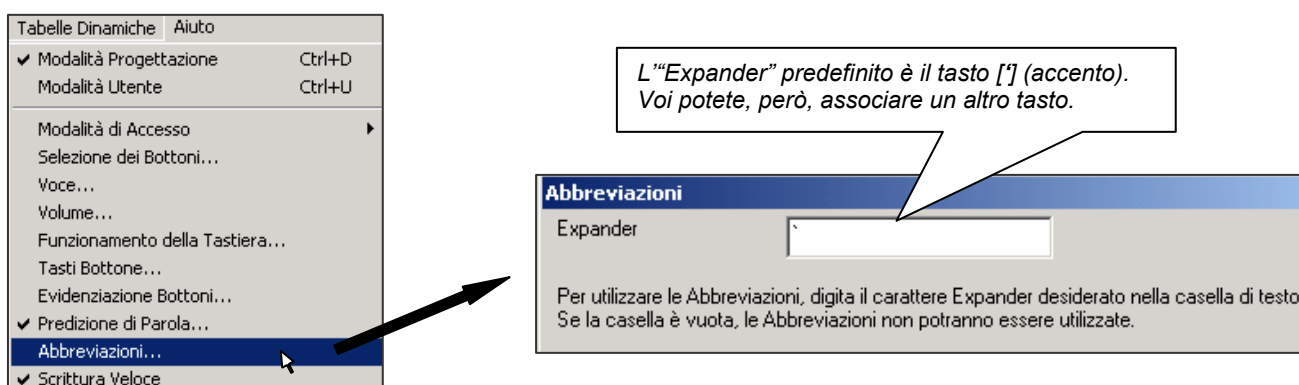 Tabelle Dinamiche Aiuto
✔ Modalità Progettazione Ctrl+D
Modalità Utente Ctrl+U
Modalità di Accesso
Selezione dei Bottoni...
Voce...
Volume...
Funzionamento della Tastiera...
Tasti Bottone...
Evidenziazione Bottoni...
✔ Predizione di Parola...
Abbreviazioni...
✔ Scrittura Veloce
L'“Expander” predefinito è il tasto [‘] (accento).
Voi potete, però, associare un altro tasto.
Abbreviazioni
Expander `
Per utilizzare le Abbreviazioni, digita il carattere Expander desiderato nella casella di testo
Se la casella è vuota, le Abbreviazioni non potranno essere utilizzate.